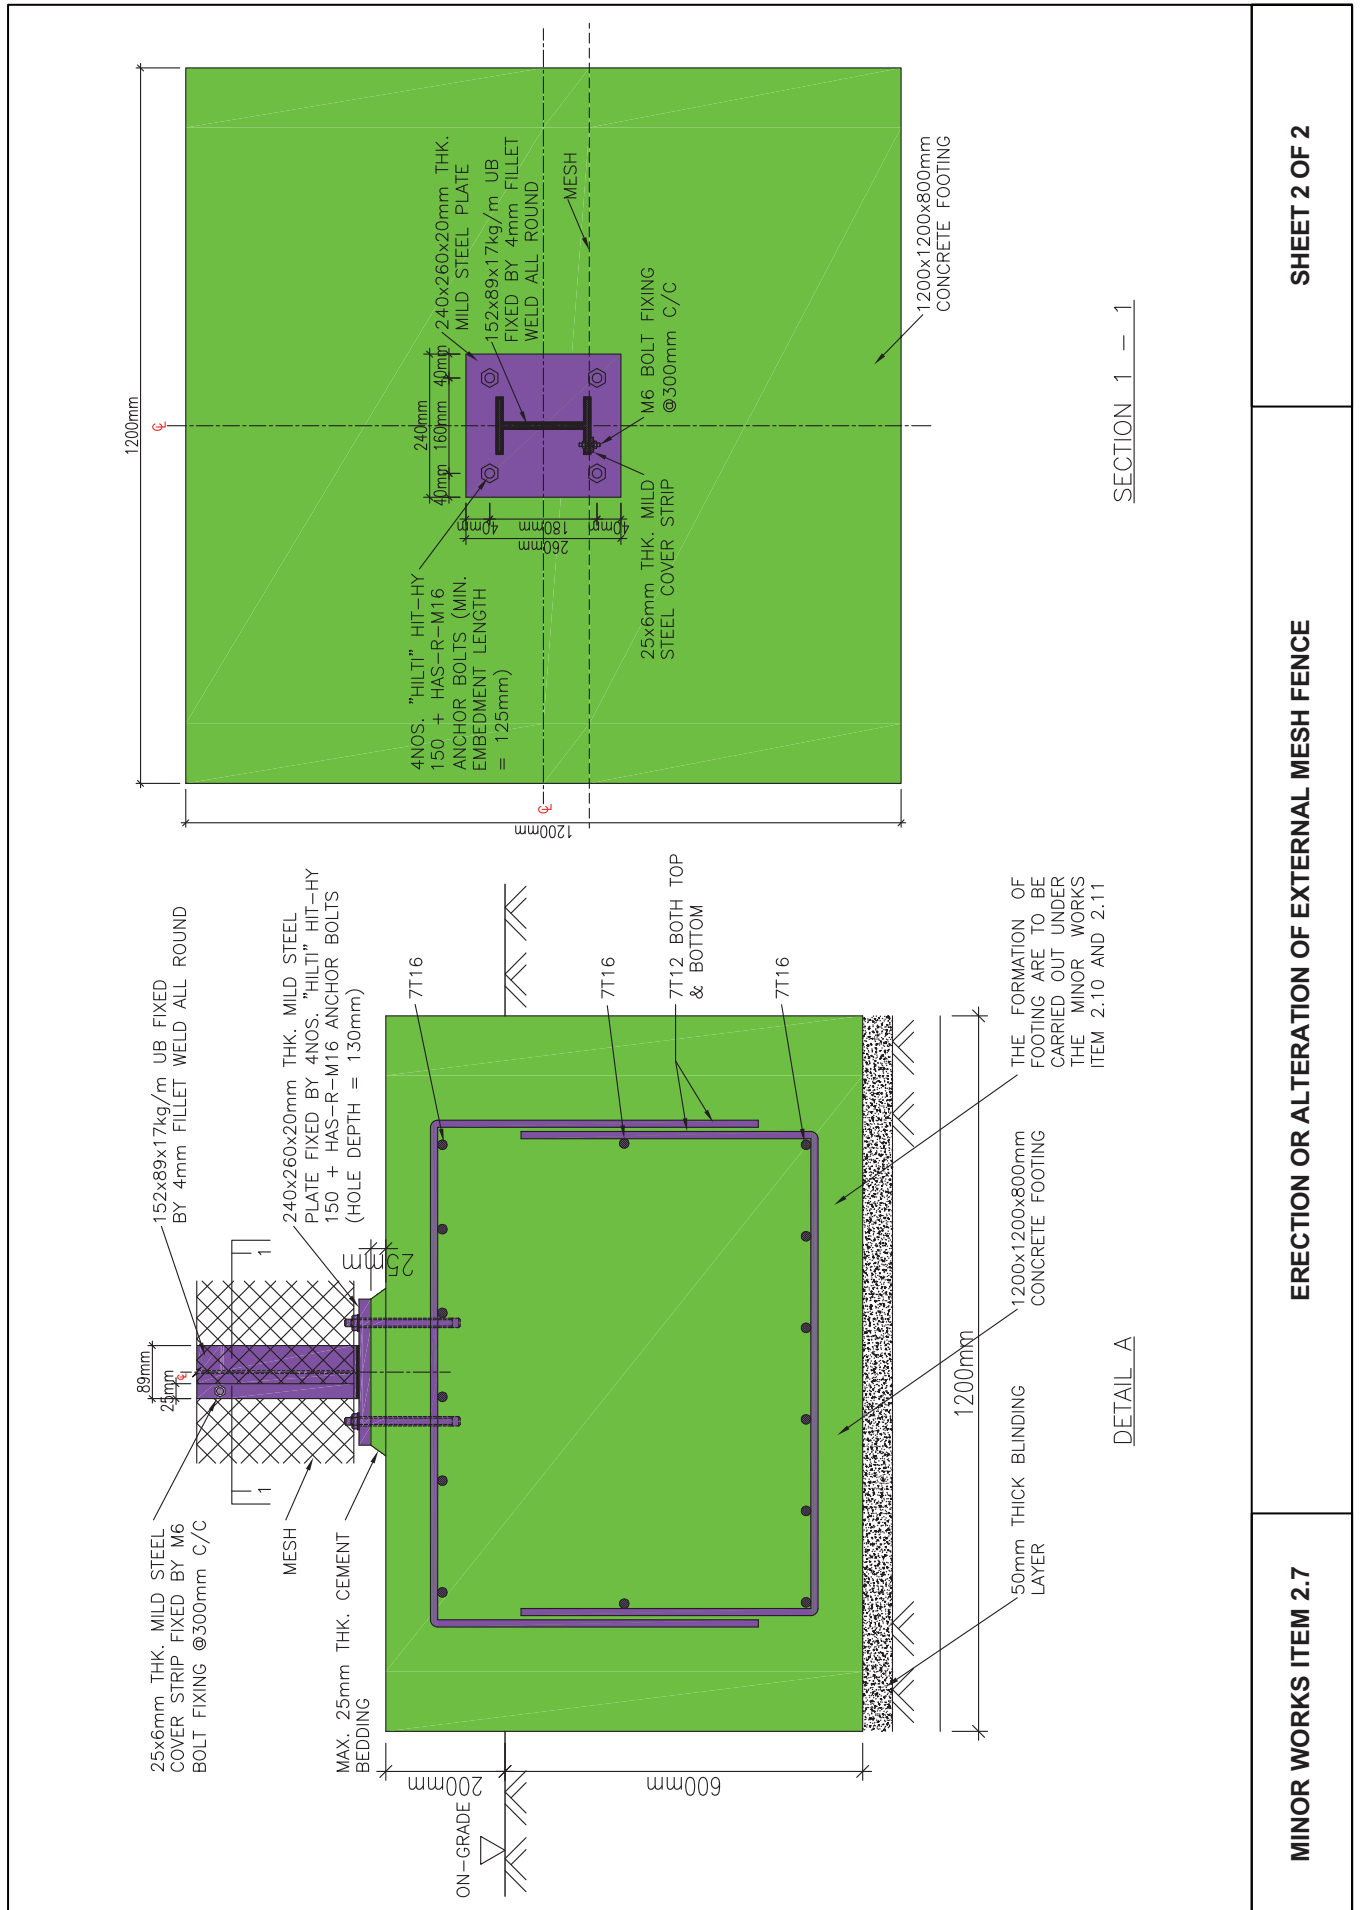 25x6mm THK. MILD STEEL
COVER STRIP FIXED BY M6
BOLT FIXING @300mm C/C
MESH
MAX. 25mm THK. CEMENT
BEDDING
1
1
89mm
25mm
℄
152x89x17kg/m UB FIXED
BY 4mm FILLET WELD ALL ROUND
240x260x20mm THK. MILD STEEL
PLATE FIXED BY 4NOS. "HILTI" HIT-HY
150 + HAS-R-M16 ANCHOR BOLTS
(HOLE DEPTH = 130mm)
25mm
7T16
7T16
7T12 BOTH TOP
& BOTTOM
7T16
ON-GRADE
200mm
600mm
50mm THICK BLINDING
LAYER
1200x1200x800mm
CONCRETE FOOTING
THE FORMATION OF
FOOTING ARE TO BE
CARRIED OUT UNDER
THE MINOR WORKS
ITEM 2.10 AND 2.11
1200mm
DETAIL A
1200mm
℄
1200mm
℄
4NOS. "HILTI" HIT-HY
150 + HAS-R-M16
ANCHOR BOLTS (MIN.
EMBEDMENT LENGTH
= 125mm)
240mm
40mm
160mm
40mm
40mm
180mm
40mm
260mm
240x260x20mm THK.
MILD STEEL PLATE
152x89x17kg/m UB
FIXED BY 4mm FILLET
WELD ALL ROUND
MESH
M6 BOLT FIXING
@300mm C/C
25x6mm THK. MILD
STEEL COVER STRIP
1200x1200x800mm
CONCRETE FOOTING
SECTION 1 - 1
MINOR WORKS ITEM 2.7
ERECTION OR ALTERATION OF EXTERNAL MESH FENCE
SHEET 2 OF 2